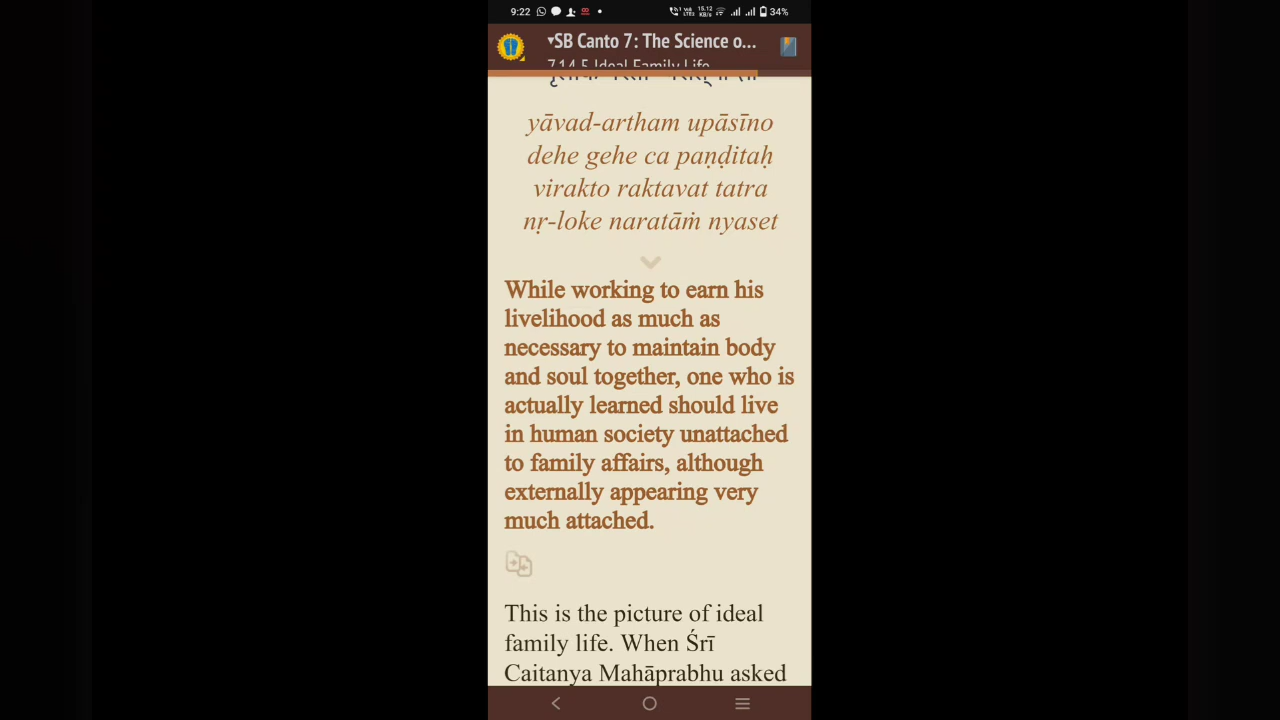 9:22
15.12
KB/s
34%
▾SB Canto 7: The Science o...
7.14.5 Ideal Family Life
yāvad-artham upāsīno
dehe gehe ca paṇḍitaḥ
virakto raktavat tatra
nṛ-loke naratāṁ nyaset
While working to earn his
livelihood as much as
necessary to maintain body
and soul together, one who is
actually learned should live
in human society unattached
to family affairs, although
externally appearing very
much attached.
This is the picture of ideal
family life. When Śrī
Caitanya Mahāprabhu asked